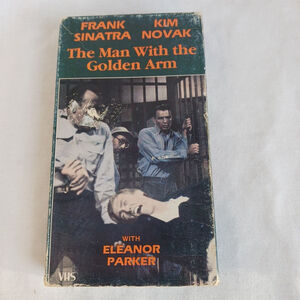 FRANK KIM
SINATRA NOVAK
The Man With the
Golden Arm
WITH
ELEANOR
PARKER
VHS